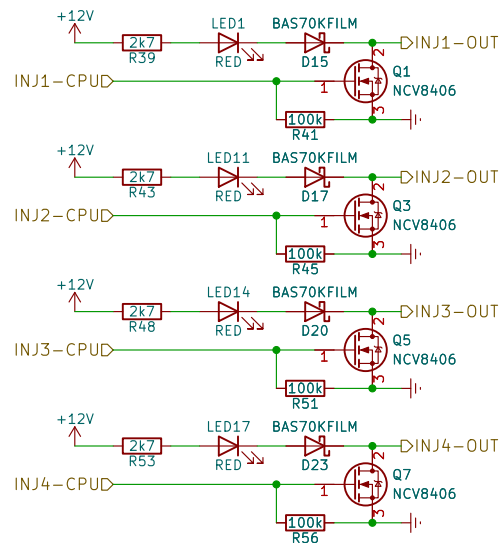 +12V LED1 BAS70KFILM
2k7 INJ1-OUT
R39 RED D15 2
Q1
INJ1-CPU 1 NCV8406
3
100k
R41
+12V LED11 BAS70KFILM
2k7 INJ2-OUT
R43 RED D17 2
Q3
INJ2-CPU 1 NCV8406
3
100k
R45
+12V LED14 BAS70KFILM
2k7 INJ3-OUT
R48 RED D20 2
Q5
INJ3-CPU 1 NCV8406
3
100k
R51
+12V LED17 BAS70KFILM
2k7 INJ4-OUT
R53 RED D23 2
Q7
INJ4-CPU 1 NCV8406
3
100k
R56